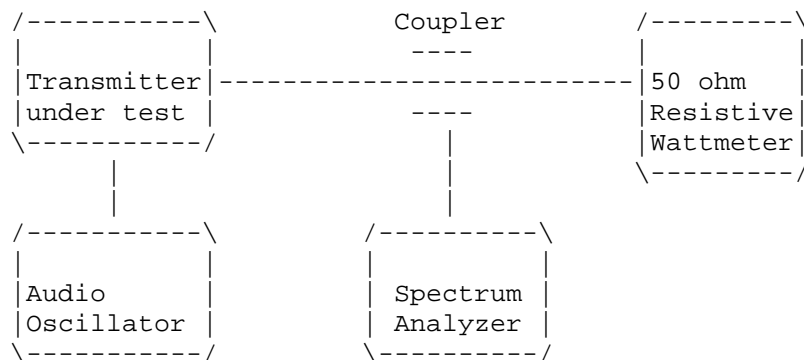 Coupler
Transmitter
under test
50 ohm
Resistive
Wattmeter
Audio
Oscillator
Spectrum
Analyzer